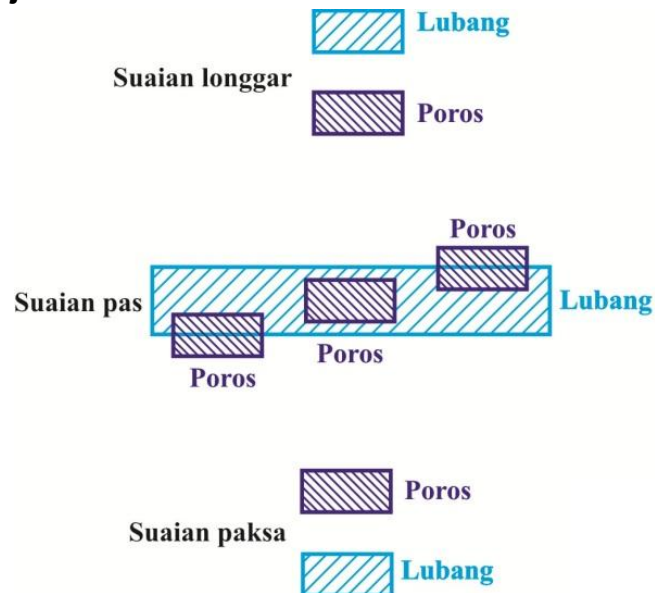 Lubang
Suaian longgar
Poros
Poros
Suaian pas
Lubang
Poros
Poros
Poros
Suaian paksa
Lubang